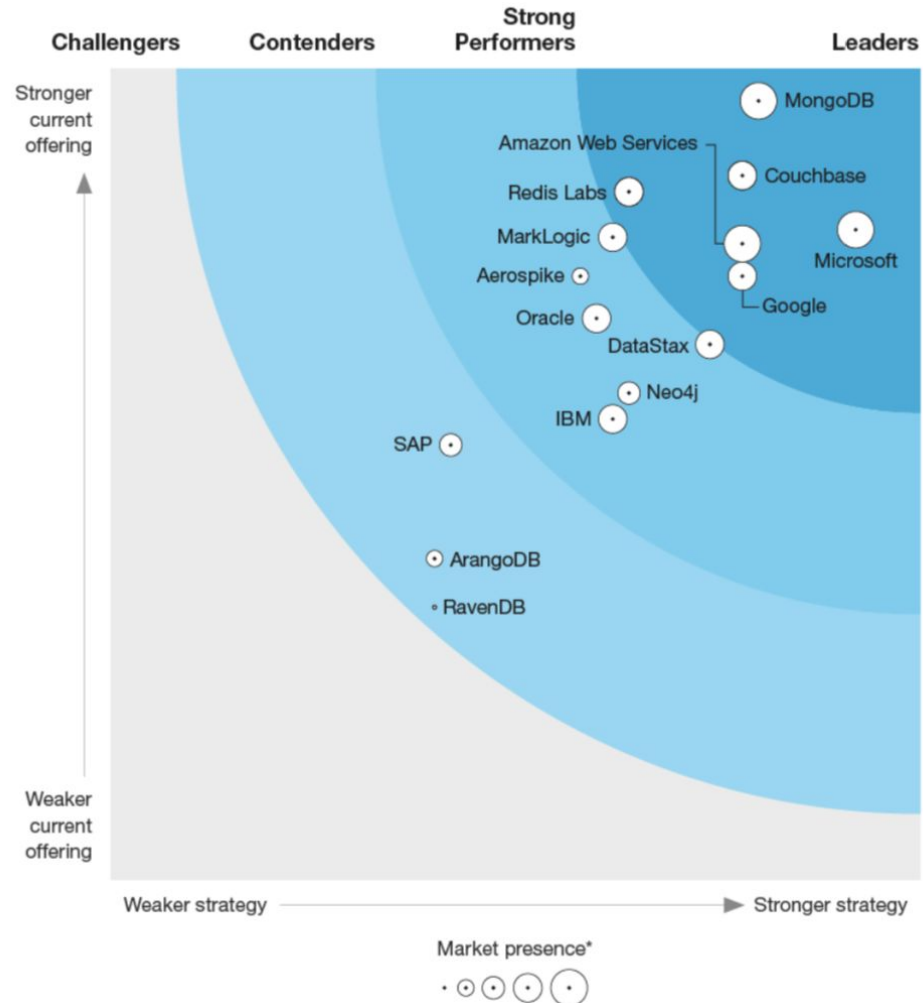 Challengers
Contenders
Strong
Performers
Leaders
Stronger
current
offering
MongoDB
Amazon Web Services
Couchbase
Redis Labs
MarkLogic
Microsoft
Aerospike
Google
Oracle
DataStax
Neo4j
IBM
SAP
ArangoDB
RavenDB
Weaker
current
offering
Weaker strategy
Stronger strategy
Market presence*